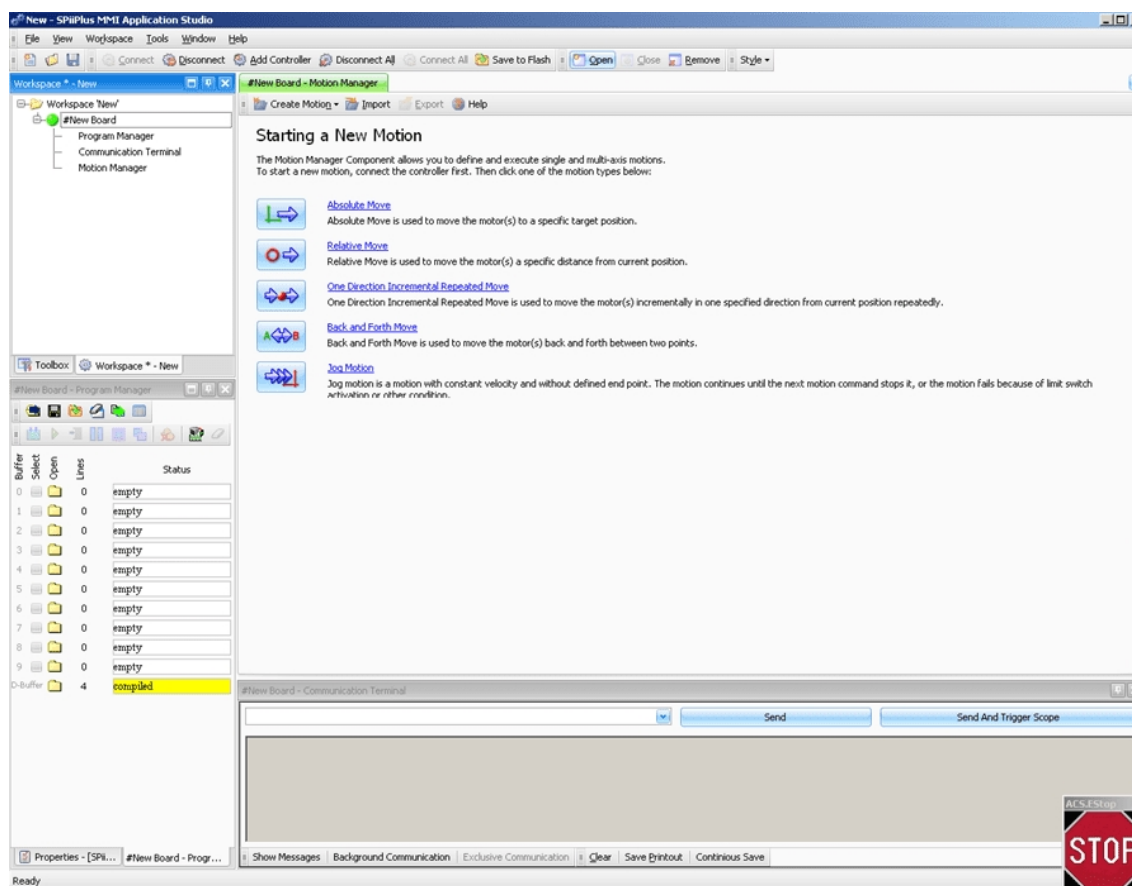 New - SPiiPlus MMI Application Studio
File View Workspace Tools Window Help
Connect Disconnect Add Controller Disconnect All Connect All Save to Flash Open Close Remove Style
Workspace * - New
Workspace 'New'
#New Board
Program Manager
Communication Terminal
Motion Manager
Toolbox Workspace * - New
#New Board - Motion Manager
Create Motion Import Export Help
Starting a New Motion
The Motion Manager Component allows you to define and execute single and multi-axis motions.
To start a new motion, connect the controller first. Then click one of the motion types below:
Absolute Move
Absolute Move is used to move the motor(s) to a specific target position.
Relative Move
Relative Move is used to move the motor(s) a specific distance from current position.
One Direction Incremental Repeated Move
One Direction Incremental Repeated Move is used to move the motor(s) incrementally in one specified direction from current position repeatedly.
Back and Forth Move
A B
Back and Forth Move is used to move the motor(s) back and forth between two points.
Jog Motion
Jog motion is a motion with constant velocity and without defined end point. The motion continues until the next motion command stops it, or the motion fails because of limit switch
activation or other condition.
#New Board - Program Manager
Buffer Select Open Lines Status
0 0 empty
1 0 empty
2 0 empty
3 0 empty
4 0 empty
5 0 empty
6 0 empty
7 0 empty
8 0 empty
9 0 empty
D-Buffer 4 compiled
Properties - [SPii... #New Board - Progr...
#New Board - Communication Terminal
Send Send And Trigger Scope
Show Messages Background Communication Exclusive Communication Clear Save Printout Continious Save
ACS.EStop
STOP
Ready